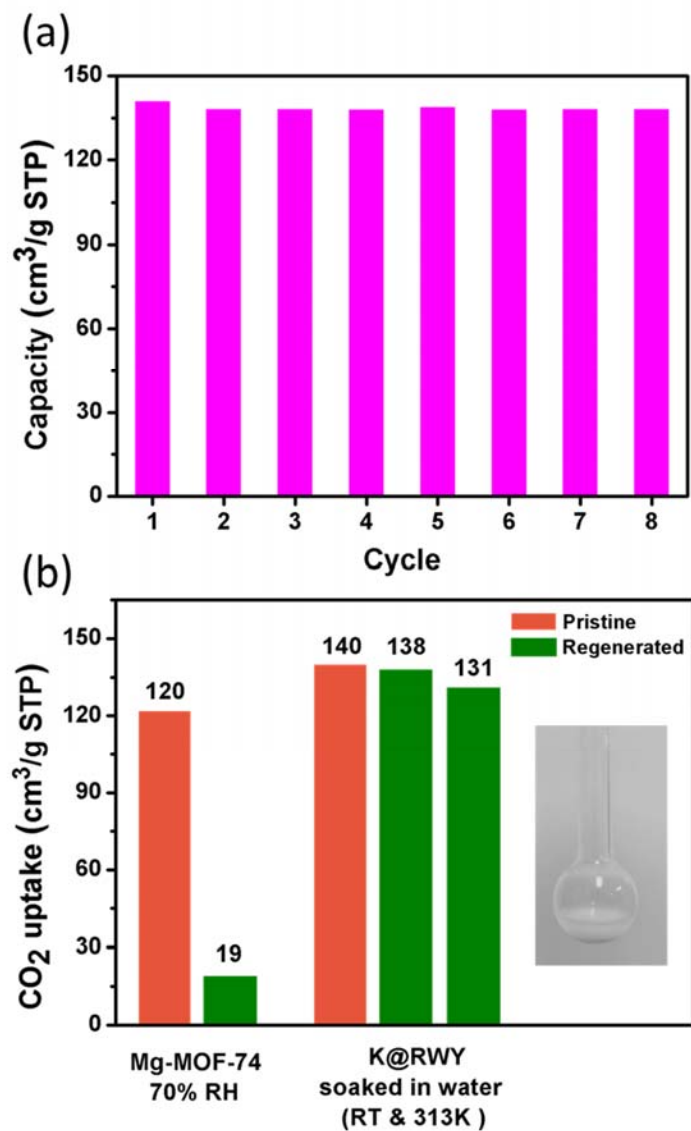 (a)
150
120
90
60
30
0
Capacity (cm³/g STP)
1 2 3 4 5 6 7 8
Cycle
(b)
Pristine
Regenerated
150
120
90
60
30
0
CO₂ uptake (cm³/g STP)
120
19
140
138
131
Mg-MOF-74
70% RH
K@RWY
soaked in water
(RT & 313K )